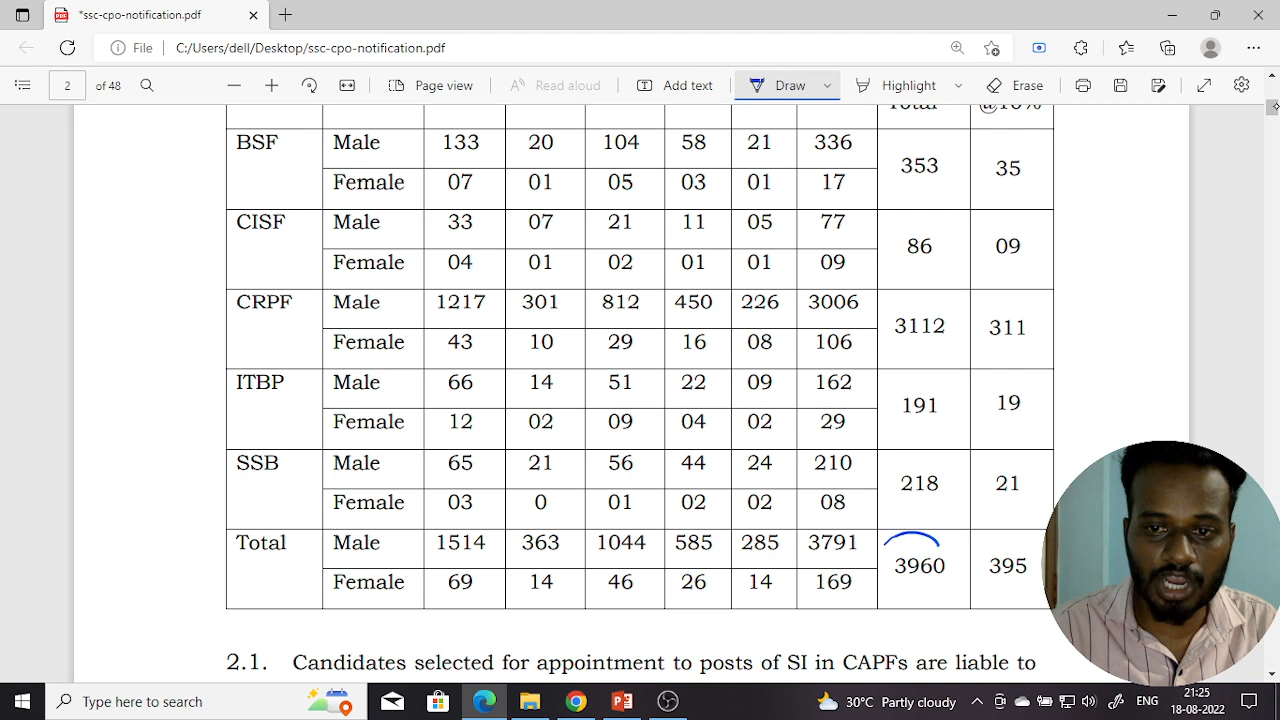 *ssc-cpo-notification.pdf
File C:/Users/dell/Desktop/ssc-cpo-notification.pdf
2 of 48 Page view Read aloud Add text Draw Highlight Erase
Total @10%
BSF Male 133 20 104 58 21 336 353 35
Female 07 01 05 03 01 17
CISF Male 33 07 21 11 05 77 86 09
Female 04 01 02 01 01 09
CRPF Male 1217 301 812 450 226 3006 3112 311
Female 43 10 29 16 08 106
ITBP Male 66 14 51 22 09 162 191 19
Female 12 02 09 04 02 29
SSB Male 65 21 56 44 24 210 218 21
Female 03 0 01 02 02 08
Total Male 1514 363 1044 585 285 3791 3960 395
Female 69 14 46 26 14 169
2.1. Candidates selected for appointment to posts of SI in CAPFs are liable to
Type here to search 30°C Partly cloudy ENG 21:25
18-08-2022